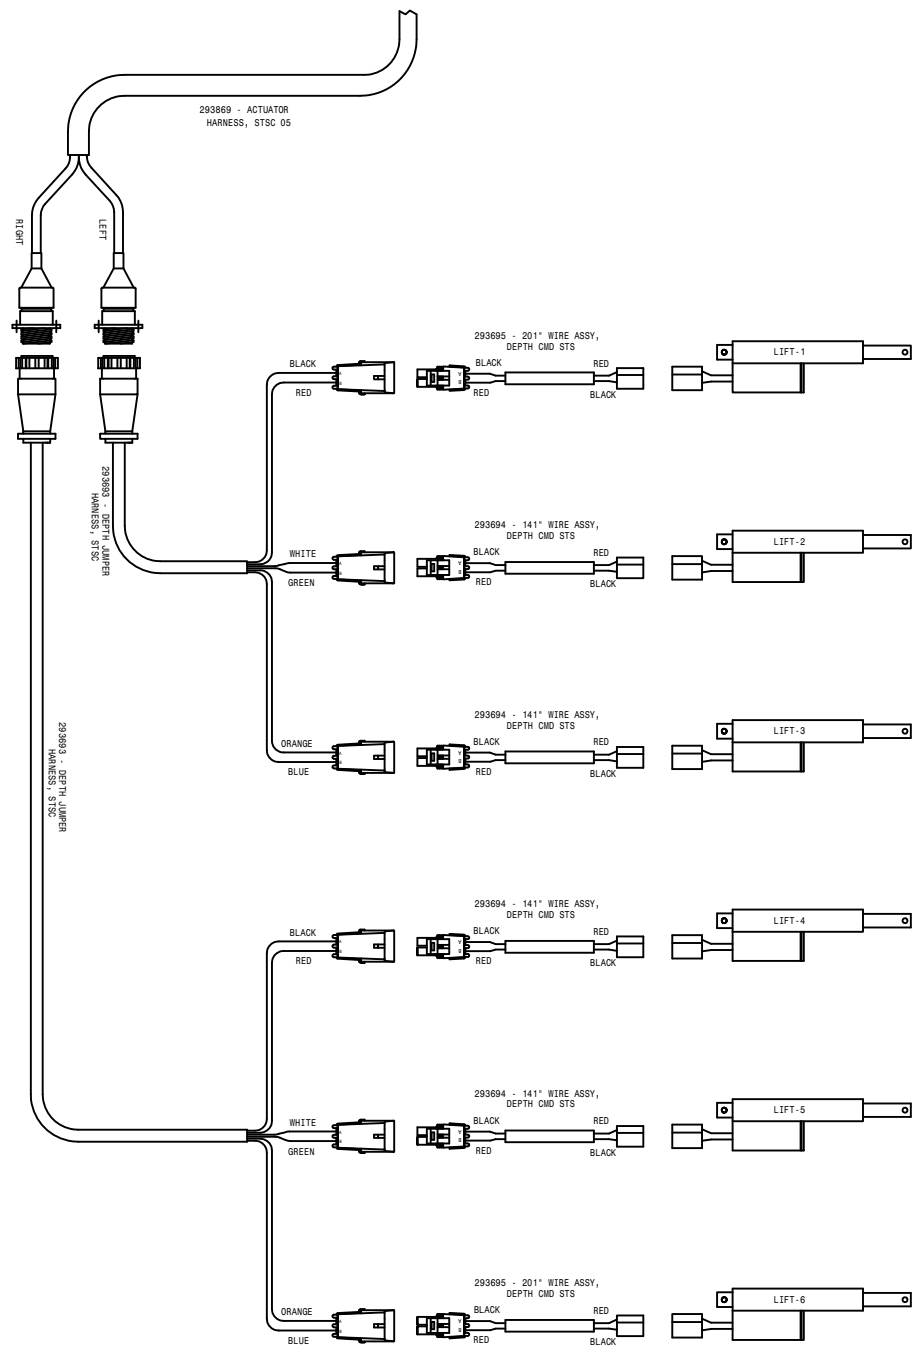 293869 - ACTUATOR
HARNESS, STSC 05
RIGHT
LEFT
293695 - 201" WIRE ASSY,
DEPTH CMD STS
BLACK
RED
A
B
A
B
BLACK
RED
RED
BLACK
LIFT-1
293693 - DEPTH JUMPER
HARNESS, STSC
293694 - 141" WIRE ASSY,
DEPTH CMD STS
WHITE
GREEN
A
B
A
B
BLACK
RED
RED
BLACK
LIFT-2
293694 - 141" WIRE ASSY,
DEPTH CMD STS
ORANGE
BLUE
A
B
A
B
BLACK
RED
RED
BLACK
LIFT-3
293693 - DEPTH JUMPER
HARNESS, STSC
293694 - 141" WIRE ASSY,
DEPTH CMD STS
BLACK
RED
A
B
A
B
BLACK
RED
RED
BLACK
LIFT-4
293694 - 141" WIRE ASSY,
DEPTH CMD STS
WHITE
GREEN
A
B
A
B
BLACK
RED
RED
BLACK
LIFT-5
293695 - 201" WIRE ASSY,
DEPTH CMD STS
ORANGE
BLUE
A
B
A
B
BLACK
RED
RED
BLACK
LIFT-6